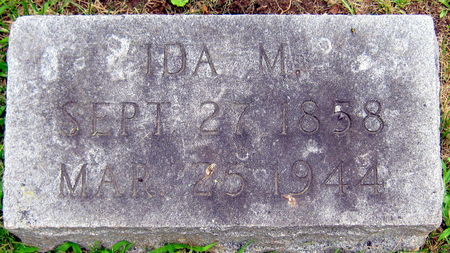 IDA M.
SEPT. 27, 1858
MAR. 25, 1944